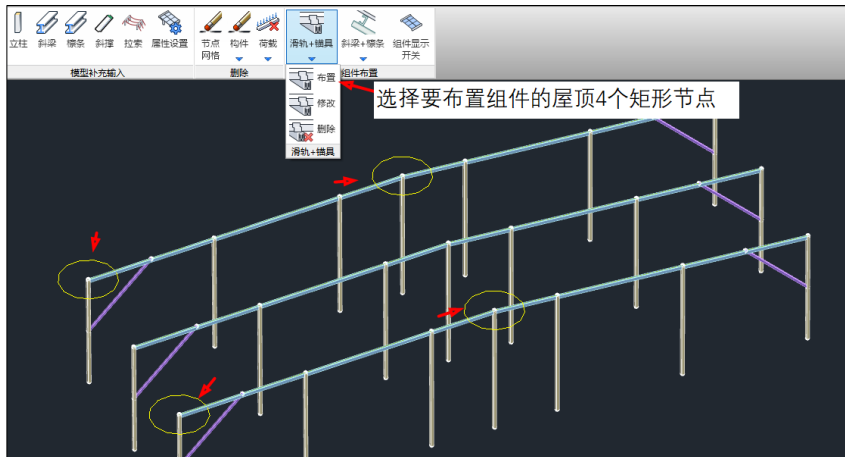 立柱 斜梁 檩条 斜撑 拉索 属性设置 节点 构件 荷载 滑轨+锚具 斜梁+檩条 组件显示
网格 开关
模型补充输入 删除 组件布置
布置
选择要布置组件的屋顶4个矩形节点
修改
删除
滑轨+锚具